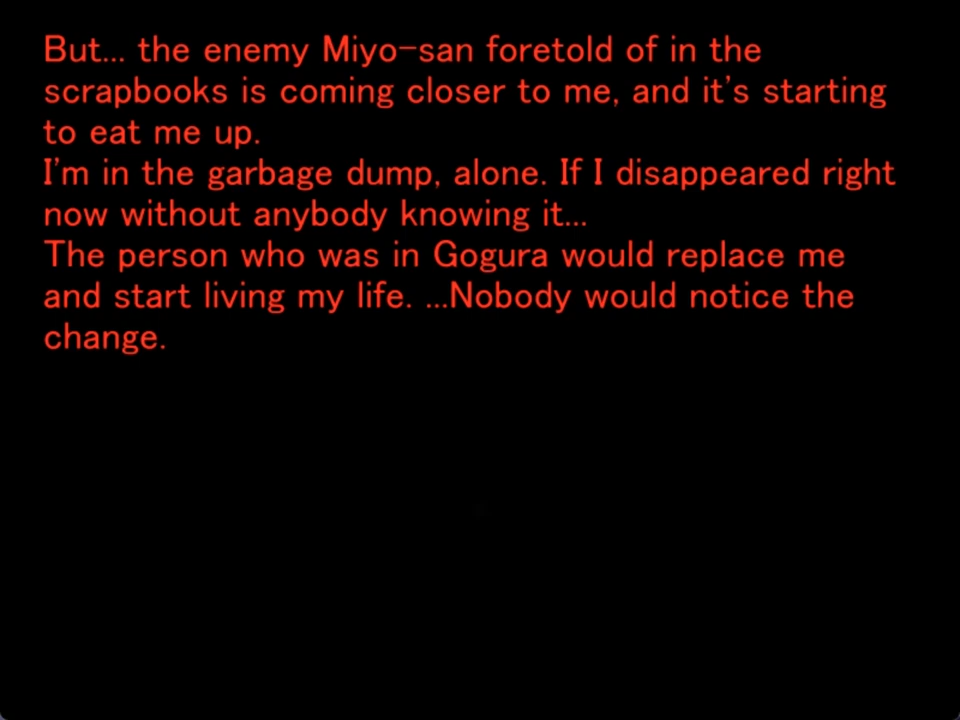 But... the enemy Miyo-san foretold of in the
scrapbooks is coming closer to me, and it's starting
to eat me up.
I'm in the garbage dump, alone. If I disappeared right
now without anybody knowing it...
The person who was in Gogura would replace me
and start living my life. ...Nobody would notice the
change.